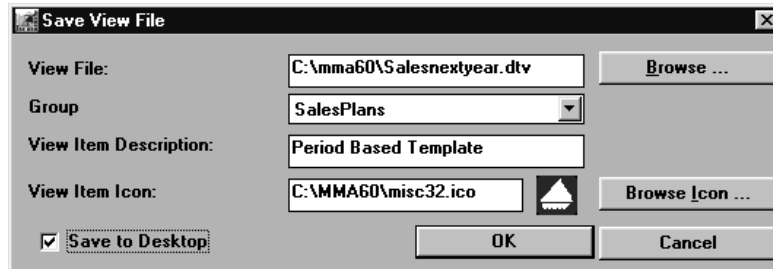 Save View File
View File: C:\mma60\Salesnextyear.dtv Browse ...
Group SalesPlans
View Item Description: Period Based Template
View Item Icon: C:\MMA60\misc32.ico Browse Icon ...
Save to Desktop OK Cancel